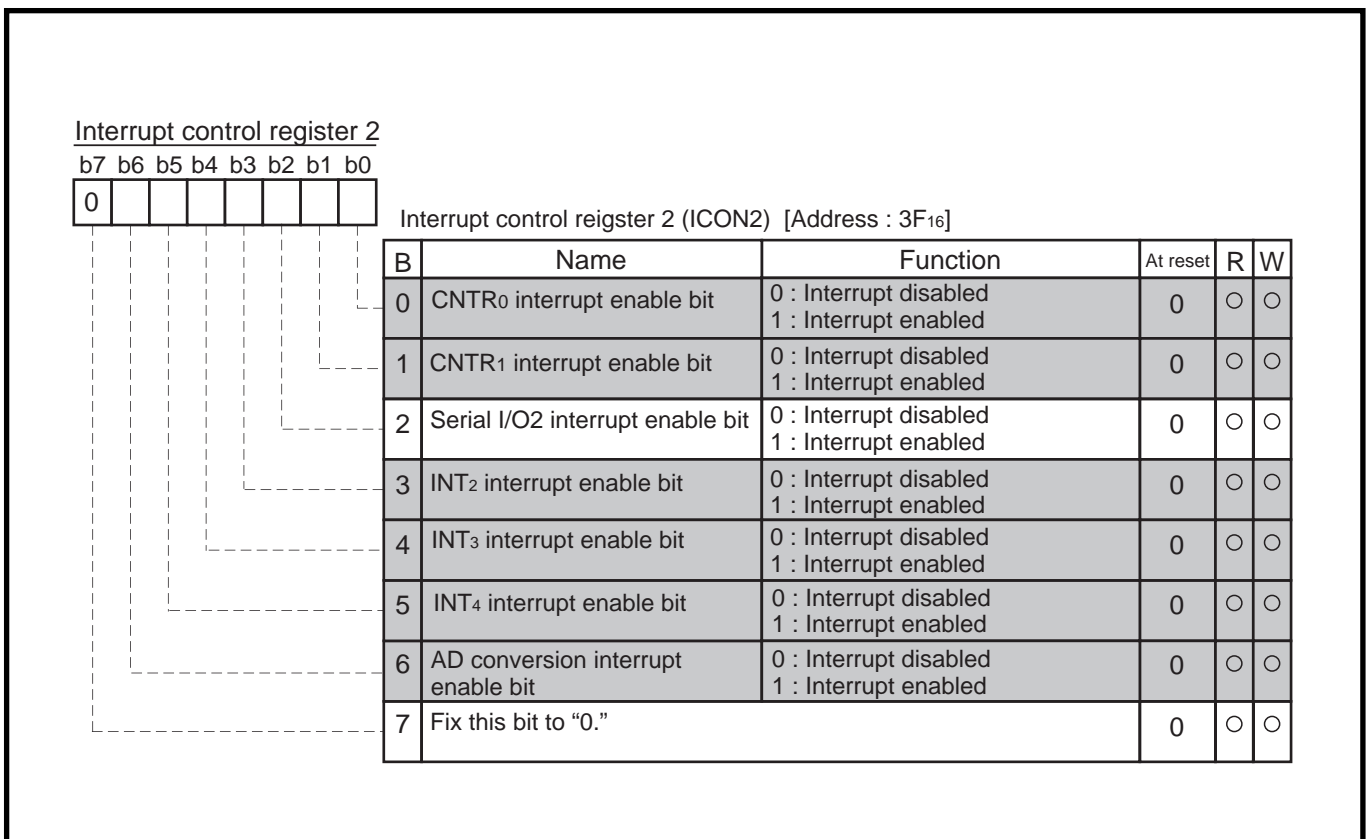 Interrupt control register 2
b7 b6 b5 b4 b3 b2 b1 b0
0
Interrupt control reigster 2 (ICON2) [Address : 3F16]
B Name Function At reset R W
0 CNTR0 interrupt enable bit 0 : Interrupt disabled 0 ○ ○
1 : Interrupt enabled
1 CNTR1 interrupt enable bit 0 : Interrupt disabled 0 ○ ○
1 : Interrupt enabled
2 Serial I/O2 interrupt enable bit 0 : Interrupt disabled 0 ○ ○
1 : Interrupt enabled
3 INT2 interrupt enable bit 0 : Interrupt disabled 0 ○ ○
1 : Interrupt enabled
4 INT3 interrupt enable bit 0 : Interrupt disabled 0 ○ ○
1 : Interrupt enabled
5 INT4 interrupt enable bit 0 : Interrupt disabled 0 ○ ○
1 : Interrupt enabled
6 AD conversion interrupt 0 : Interrupt disabled 0 ○ ○
enable bit 1 : Interrupt enabled
7 Fix this bit to “0.” 0 ○ ○